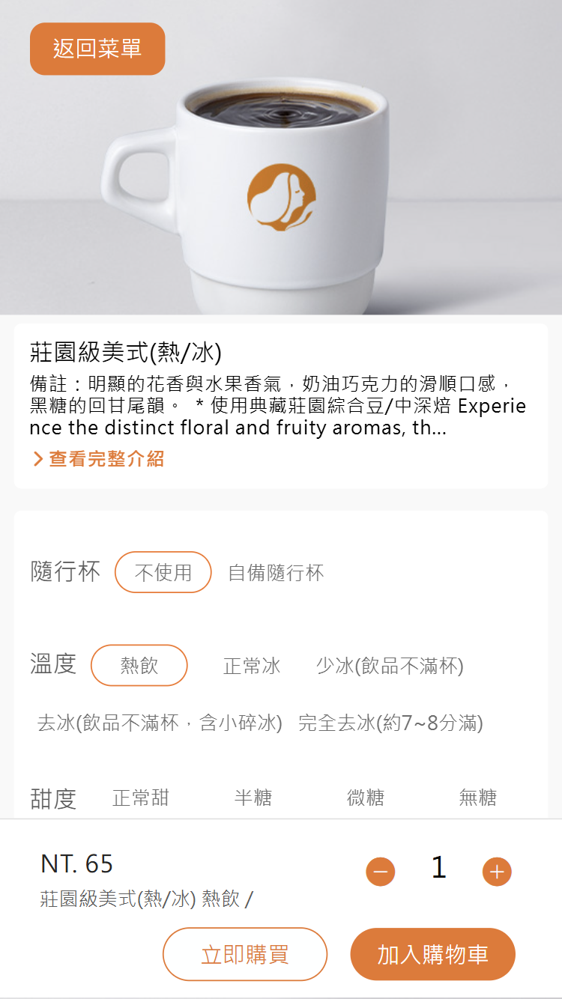 返回菜單
莊園級美式(熱/冰)
備註：明顯的花香與水果香氣，奶油巧克力的滑順口感，
黑糖的回甘尾韻。 * 使用典藏莊園綜合豆/中深焙 Experie
nce the distinct floral and fruity aromas, th...
查看完整介紹
隨行杯 不使用 自備隨行杯
溫度 熱飲 正常冰 少冰(飲品不滿杯)
去冰(飲品不滿杯，含小碎冰) 完全去冰(約7~8分滿)
甜度 正常甜 半糖 微糖 無糖
NT. 65 − 1 +
莊園級美式(熱/冰) 熱飲 /
立即購買 加入購物車